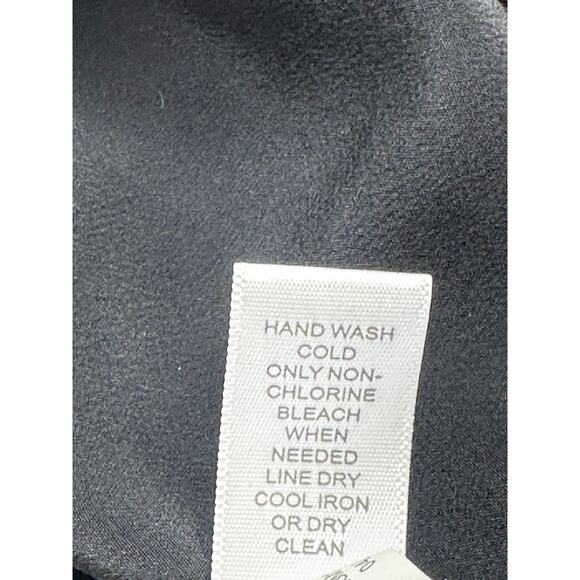 HAND WASH
COLD
ONLY NON-
CHLORINE
BLEACH
WHEN
NEEDED
LINE DRY
COOL IRON
OR DRY
CLEAN